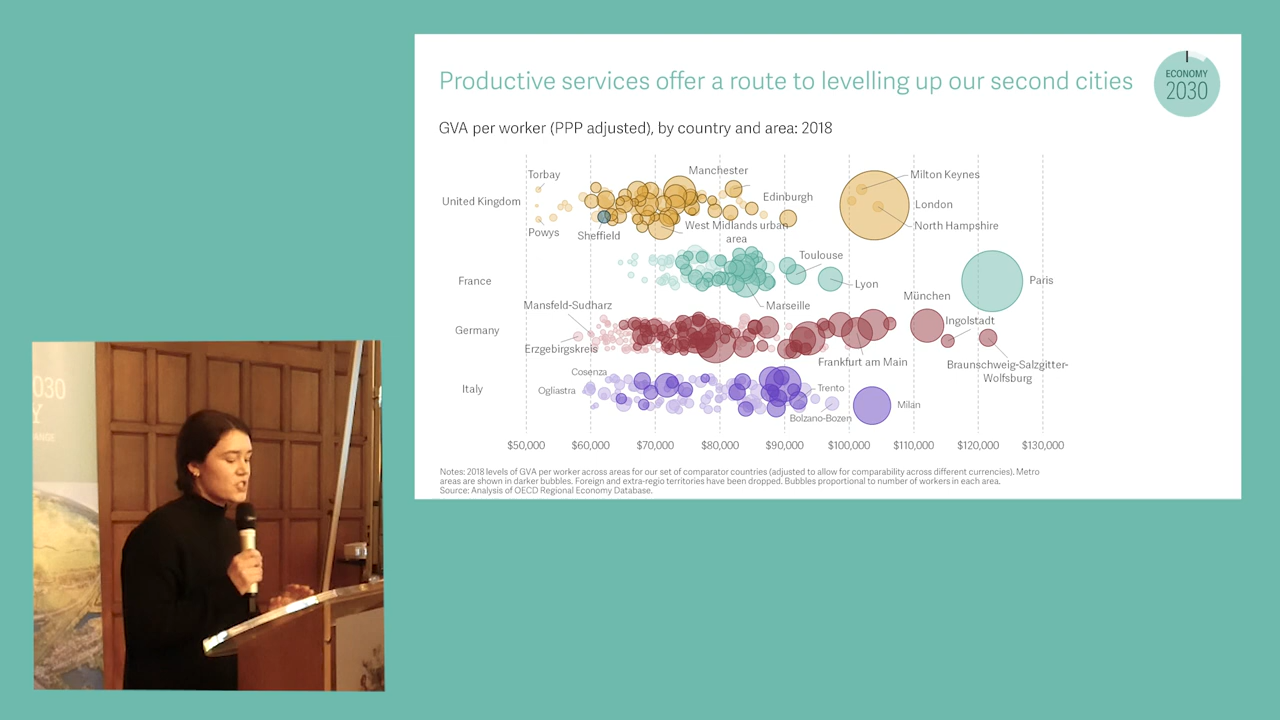 Productive services offer a route to levelling up our second cities
ECONOMY
2030
GVA per worker (PPP adjusted), by country and area: 2018
Torbay
Manchester
Milton Keynes
United Kingdom
Edinburgh
London
Powys
Sheffield
West Midlands urban
area
North Hampshire
France
Toulouse
Lyon
Paris
Marseille
München
Mansfeld-Sudharz
Germany
Ingolstadt
Erzgebirgskreis
Frankfurt am Main
Braunschweig-Salzgitter-
Wolfsburg
Cosenza
Italy
Ogliastra
Trento
Milan
Bolzano-Bozen
$50,000 $60,000 $70,000 $80,000 $90,000 $100,000 $110,000 $120,000 $130,000
Notes: 2018 levels of GVA per worker across areas for our set of comparator countries (adjusted to allow for comparability across different currencies). Metro
areas are shown in darker bubbles. Foreign and extra-regio territories have been dropped. Bubbles proportional to number of workers in each area.
Source: Analysis of OECD Regional Economy Database.
030
Y